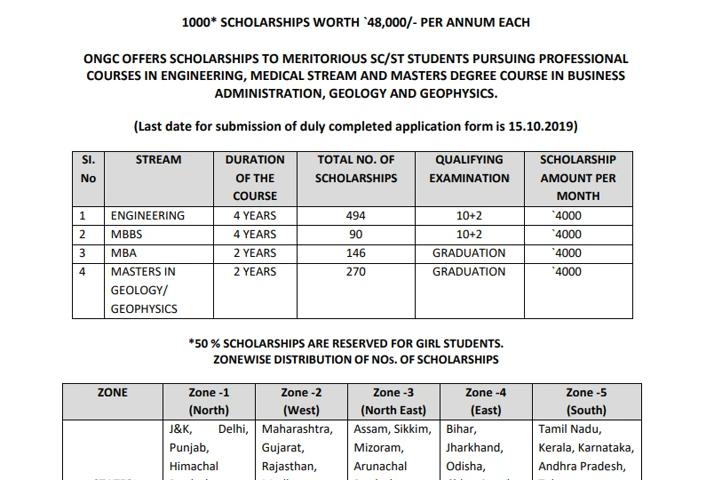 1000* SCHOLARSHIPS WORTH `48,000/- PER ANNUM EACH
ONGC OFFERS SCHOLARSHIPS TO MERITORIOUS SC/ST STUDENTS PURSUING PROFESSIONAL
COURSES IN ENGINEERING, MEDICAL STREAM AND MASTERS DEGREE COURSE IN BUSINESS
ADMINISTRATION, GEOLOGY AND GEOPHYSICS.
(Last date for submission of duly completed application form is 15.10.2019)
Sl. STREAM DURATION TOTAL NO. OF QUALIFYING SCHOLARSHIP
No OF THE SCHOLARSHIPS EXAMINATION AMOUNT PER
COURSE MONTH
1 ENGINEERING 4 YEARS 494 10+2 `4000
2 MBBS 4 YEARS 90 10+2 `4000
3 MBA 2 YEARS 146 GRADUATION `4000
4 MASTERS IN 2 YEARS 270 GRADUATION `4000
GEOLOGY/
GEOPHYSICS
*50 % SCHOLARSHIPS ARE RESERVED FOR GIRL STUDENTS.
ZONEWISE DISTRIBUTION OF NOs. OF SCHOLARSHIPS
ZONE Zone -1 Zone -2 Zone -3 Zone -4 Zone -5
(North) (West) (North East) (East) (South)
J&K, Delhi, Maharashtra, Assam, Sikkim, Bihar, Tamil Nadu,
Punjab, Gujarat, Mizoram, Jharkhand, Kerala, Karnataka,
Himachal Rajasthan, Arunachal Odisha, Andhra Pradesh,